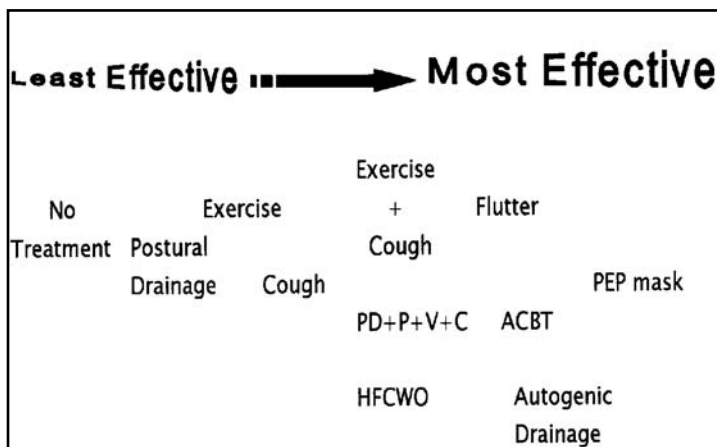 Least Effective Most Effective
Exercise
No Exercise + Flutter
Treatment Postural Cough
Drainage Cough PEP mask
PD+P+V+C ACBT
HFCWO Autogenic
Drainage